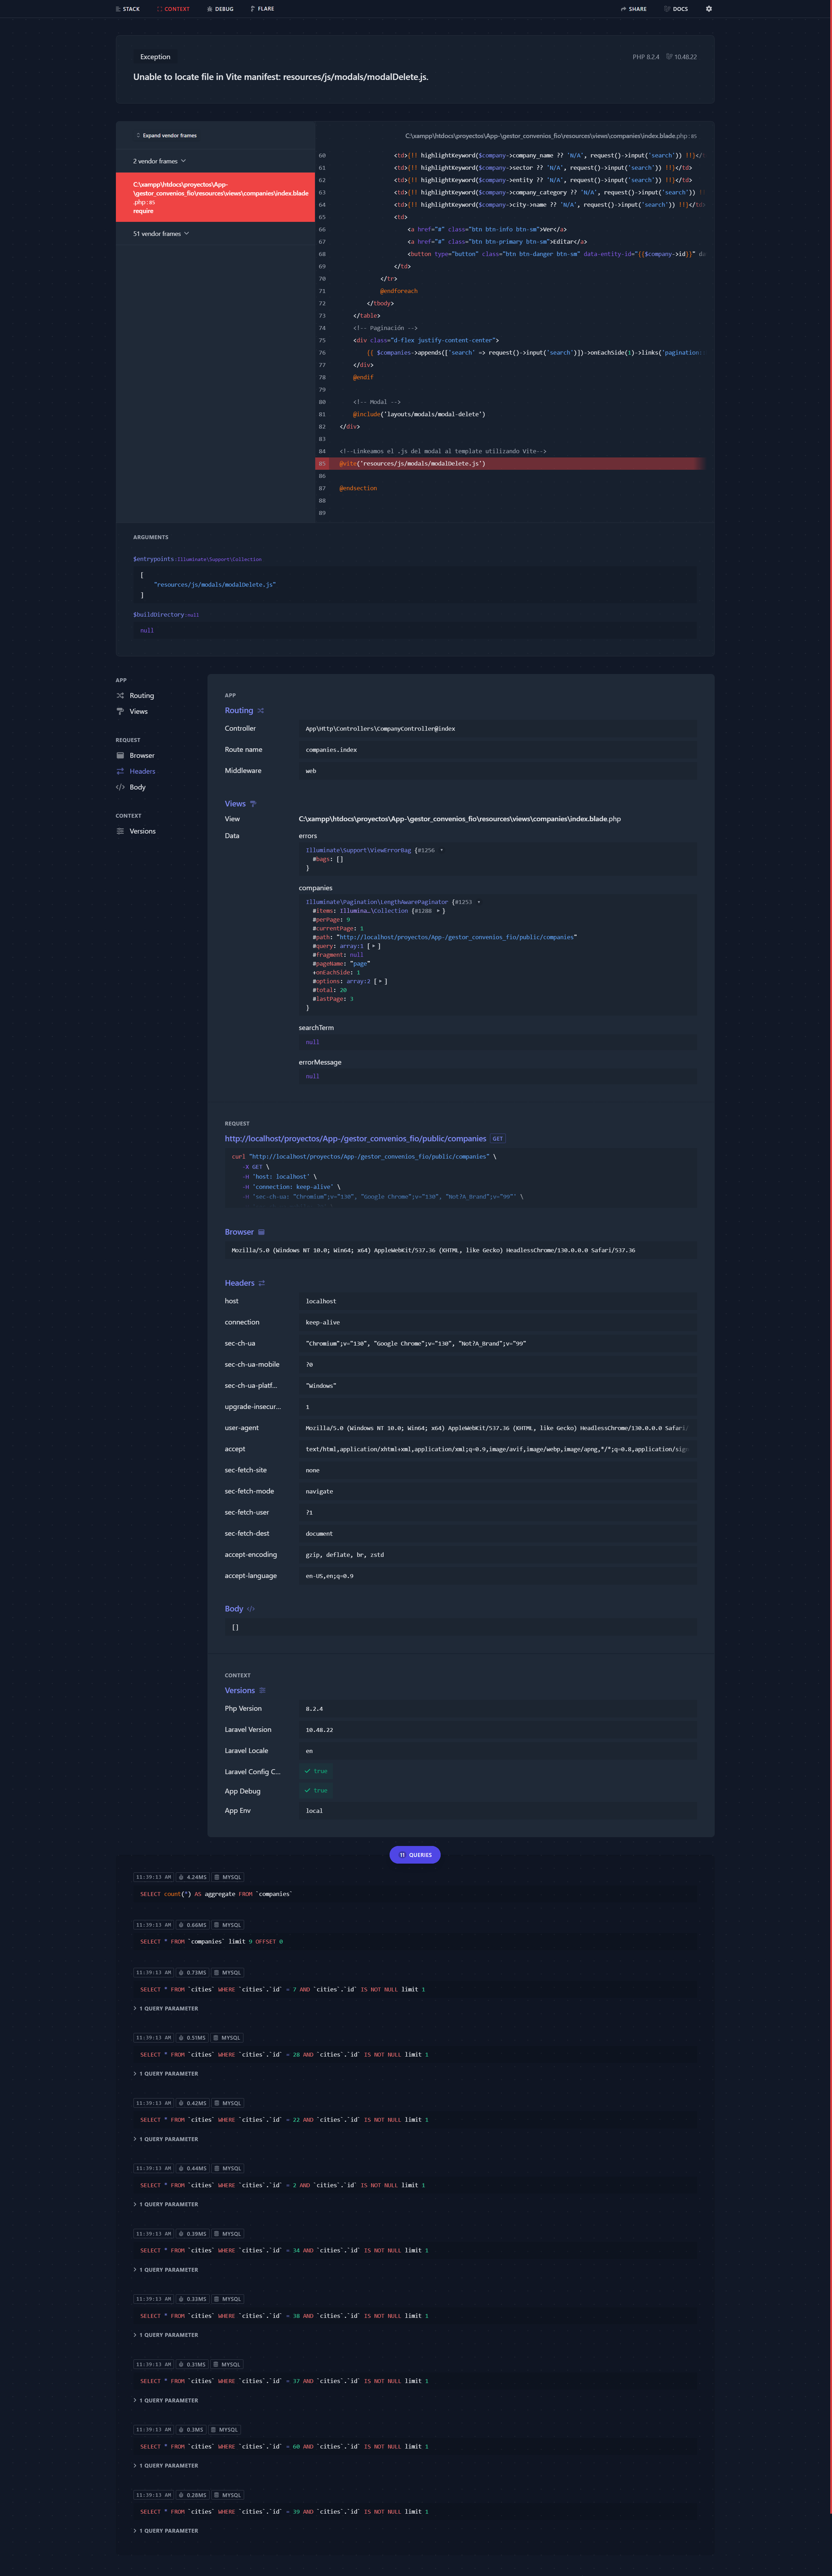 STACK
CONTEXT
DEBUG
FLARE
SHARE
DOCS
Exception
PHP 8.2.4
10.48.22
Unable to locate file in Vite manifest: resources/js/modals/modalDelete.js.
Expand vendor frames
2 vendor frames
C:\xampp\htdocs\proyectos\App-
\gestor_convenios_fio\resources\views\companies\index.blade
.php:85
require
51 vendor frames
C:\xampp\htdocs\proyectos\App-\gestor_convenios_fio\resources\views\companies\index.blade.php:85
60 <td>{!! highlightKeyword($company->company_name ?? 'N/A', request()->input('search')) !!}</t
61 <td>{!! highlightKeyword($company->sector ?? 'N/A', request()->input('search')) !!}</td>
62 <td>{!! highlightKeyword($company->entity ?? 'N/A', request()->input('search')) !!}</td>
63 <td>{!! highlightKeyword($company->company_category ?? 'N/A', request()->input('search')) !!
64 <td>{!! highlightKeyword($company->city->name ?? 'N/A', request()->input('search')) !!}</td>
65 <td>
66 <a href="#" class="btn btn-info btn-sm">Ver</a>
67 <a href="#" class="btn btn-primary btn-sm">Editar</a>
68 <button type="button" class="btn btn-danger btn-sm" data-entity-id="{{$company->id}}" da
69 </td>
70 </tr>
71 @endforeach
72 </tbody>
73 </table>
74 <!-- Paginación -->
75 <div class="d-flex justify-content-center">
76 {{ $companies->appends(['search' => request()->input('search')])->onEachSide(1)->links('pagination:
77 </div>
78 @endif
79
80 <!-- Modal -->
81 @include('layouts/modals/modal-delete')
82 </div>
83
84 <!--Linkeamos el .js del modal al template utilizando Vite-->
85 @vite('resources/js/modals/modalDelete.js')
86
87 @endsection
88
89
ARGUMENTS
$entrypoints:Illuminate\Support\Collection
[
"resources/js/modals/modalDelete.js"
]
$buildDirectory:null
null
APP
Routing
Views
REQUEST
Browser
Headers
Body
CONTEXT
Versions
APP
Routing
Controller
App\Http\Controllers\CompanyController@index
Route name
companies.index
Middleware
web
Views
View
C:\xampp\htdocs\proyectos\App-\gestor_convenios_fio\resources\views\companies\index.blade.php
Data
errors
Illuminate\Support\ViewErrorBag {#1256
#bags: []
}
companies
Illuminate\Pagination\LengthAwarePaginator {#1253
#items: Illumina…\Collection {#1288 }
#perPage: 9
#currentPage: 1
#path: "http://localhost/proyectos/App-/gestor_convenios_fio/public/companies"
#query: array:1 [ ]
#fragment: null
#pageName: "page"
+onEachSide: 1
#options: array:2 [ ]
#total: 20
#lastPage: 3
}
searchTerm
null
errorMessage
null
REQUEST
http://localhost/proyectos/App-/gestor_convenios_fio/public/companies GET
curl "http://localhost/proyectos/App-/gestor_convenios_fio/public/companies" \
-X GET \
-H 'host: localhost' \
-H 'connection: keep-alive' \
-H 'sec-ch-ua: "Chromium";v="130", "Google Chrome";v="130", "Not?A_Brand";v="99"' \
Browser
Mozilla/5.0 (Windows NT 10.0; Win64; x64) AppleWebKit/537.36 (KHTML, like Gecko) HeadlessChrome/130.0.0.0 Safari/537.36
Headers
host
localhost
connection
keep-alive
sec-ch-ua
"Chromium";v="130", "Google Chrome";v="130", "Not?A_Brand";v="99"
sec-ch-ua-mobile
?0
sec-ch-ua-platf...
"Windows"
upgrade-insecur...
1
user-agent
Mozilla/5.0 (Windows NT 10.0; Win64; x64) AppleWebKit/537.36 (KHTML, like Gecko) HeadlessChrome/130.0.0.0 Safari/
accept
text/html,application/xhtml+xml,application/xml;q=0.9,image/avif,image/webp,image/apng,*/*;q=0.8,application/sign
sec-fetch-site
none
sec-fetch-mode
navigate
sec-fetch-user
?1
sec-fetch-dest
document
accept-encoding
gzip, deflate, br, zstd
accept-language
en-US,en;q=0.9
Body
[]
CONTEXT
Versions
Php Version
8.2.4
Laravel Version
10.48.22
Laravel Locale
en
Laravel Config C...
true
App Debug
true
App Env
local
11 QUERIES
11:39:13 AM 4.24MS MYSQL
SELECT count(*) AS aggregate FROM `companies`
11:39:13 AM 0.66MS MYSQL
SELECT * FROM `companies` limit 9 OFFSET 0
11:39:13 AM 0.73MS MYSQL
SELECT * FROM `cities` WHERE `cities`.`id` = 7 AND `cities`.`id` IS NOT NULL limit 1
1 QUERY PARAMETER
11:39:13 AM 0.51MS MYSQL
SELECT * FROM `cities` WHERE `cities`.`id` = 28 AND `cities`.`id` IS NOT NULL limit 1
1 QUERY PARAMETER
11:39:13 AM 0.42MS MYSQL
SELECT * FROM `cities` WHERE `cities`.`id` = 22 AND `cities`.`id` IS NOT NULL limit 1
1 QUERY PARAMETER
11:39:13 AM 0.44MS MYSQL
SELECT * FROM `cities` WHERE `cities`.`id` = 2 AND `cities`.`id` IS NOT NULL limit 1
1 QUERY PARAMETER
11:39:13 AM 0.39MS MYSQL
SELECT * FROM `cities` WHERE `cities`.`id` = 34 AND `cities`.`id` IS NOT NULL limit 1
1 QUERY PARAMETER
11:39:13 AM 0.33MS MYSQL
SELECT * FROM `cities` WHERE `cities`.`id` = 38 AND `cities`.`id` IS NOT NULL limit 1
1 QUERY PARAMETER
11:39:13 AM 0.31MS MYSQL
SELECT * FROM `cities` WHERE `cities`.`id` = 37 AND `cities`.`id` IS NOT NULL limit 1
1 QUERY PARAMETER
11:39:13 AM 0.3MS MYSQL
SELECT * FROM `cities` WHERE `cities`.`id` = 60 AND `cities`.`id` IS NOT NULL limit 1
1 QUERY PARAMETER
11:39:13 AM 0.28MS MYSQL
SELECT * FROM `cities` WHERE `cities`.`id` = 39 AND `cities`.`id` IS NOT NULL limit 1
1 QUERY PARAMETER